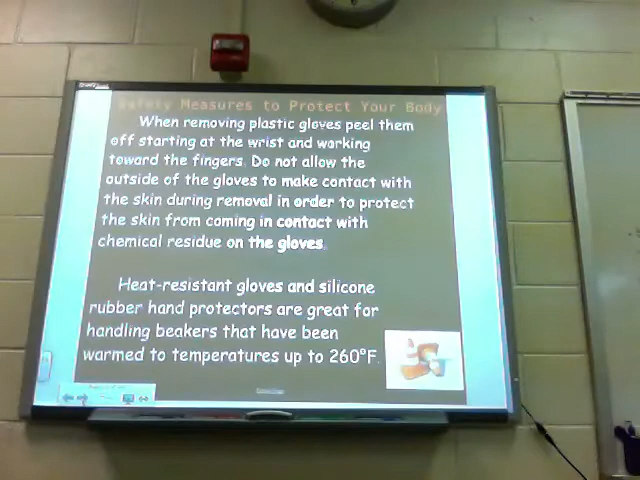 Safety Measures to Protect Your Body
When removing plastic gloves peel them
off starting at the wrist and working
toward the fingers. Do not allow the
outside of the gloves to make contact with
the skin during removal in order to protect
the skin from coming in contact with
chemical residue on the gloves.
Heat-resistant gloves and silicone
rubber hand protectors are great for
handling beakers that have been
warmed to temperatures up to 260°F.